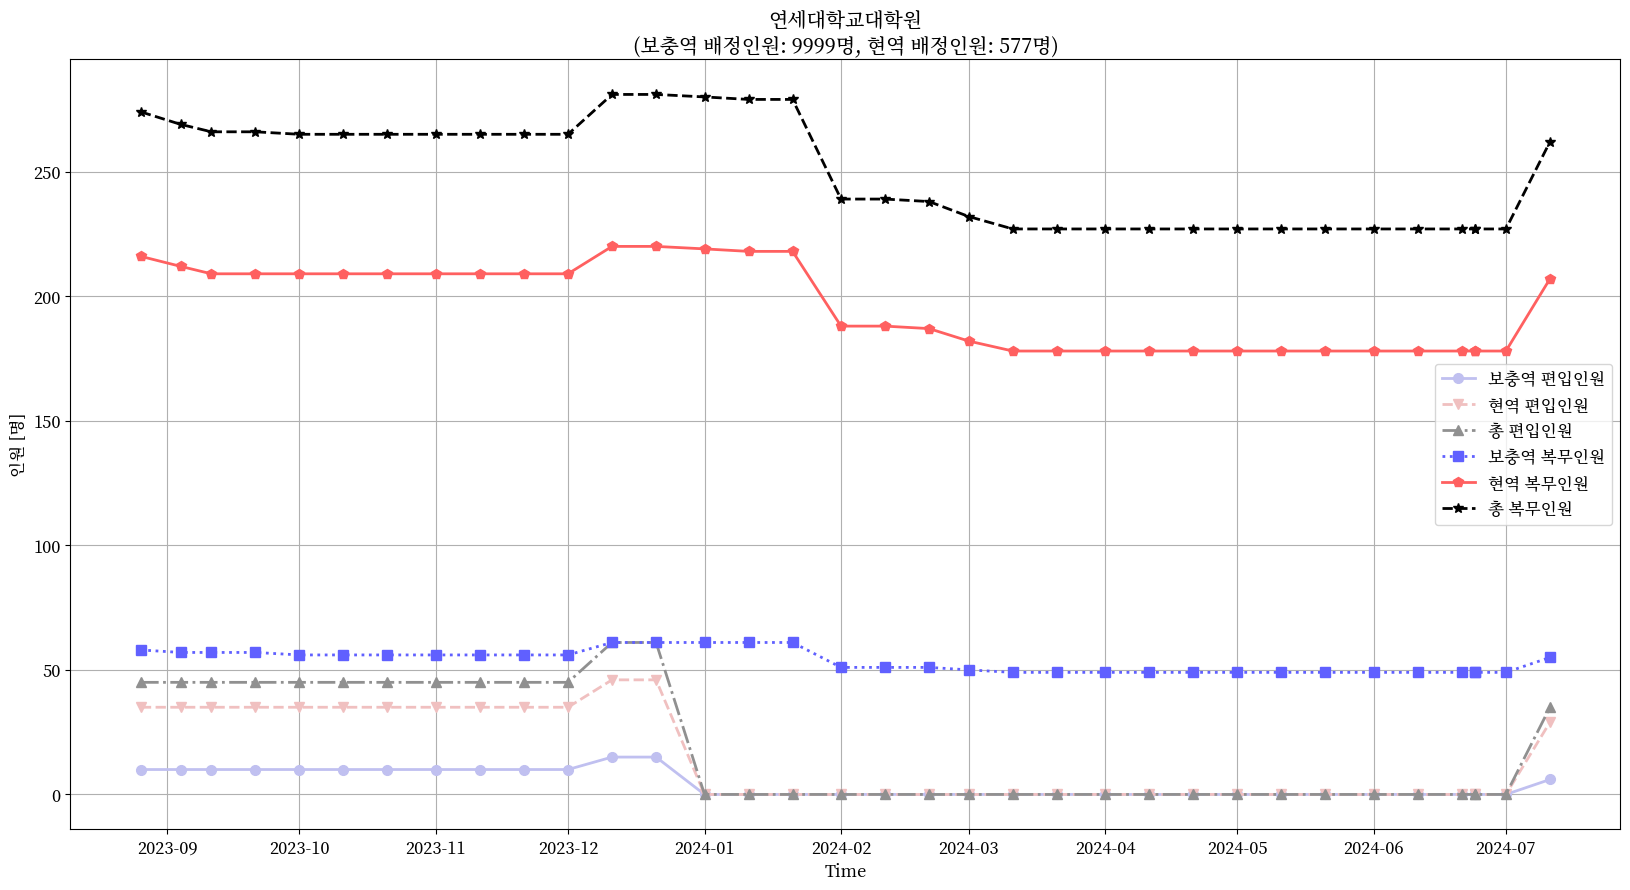 연세대학교대학원
(보충역 배정인원: 9999명, 현역 배정인원: 577명)
250
200
150
100
50
0
인원 [명]
보충역 편입인원
현역 편입인원
총 편입인원
보충역 복무인원
현역 복무인원
총 복무인원
2023-09
2023-10
2023-11
2023-12
2024-01
2024-02
2024-03
2024-04
2024-05
2024-06
2024-07
Time